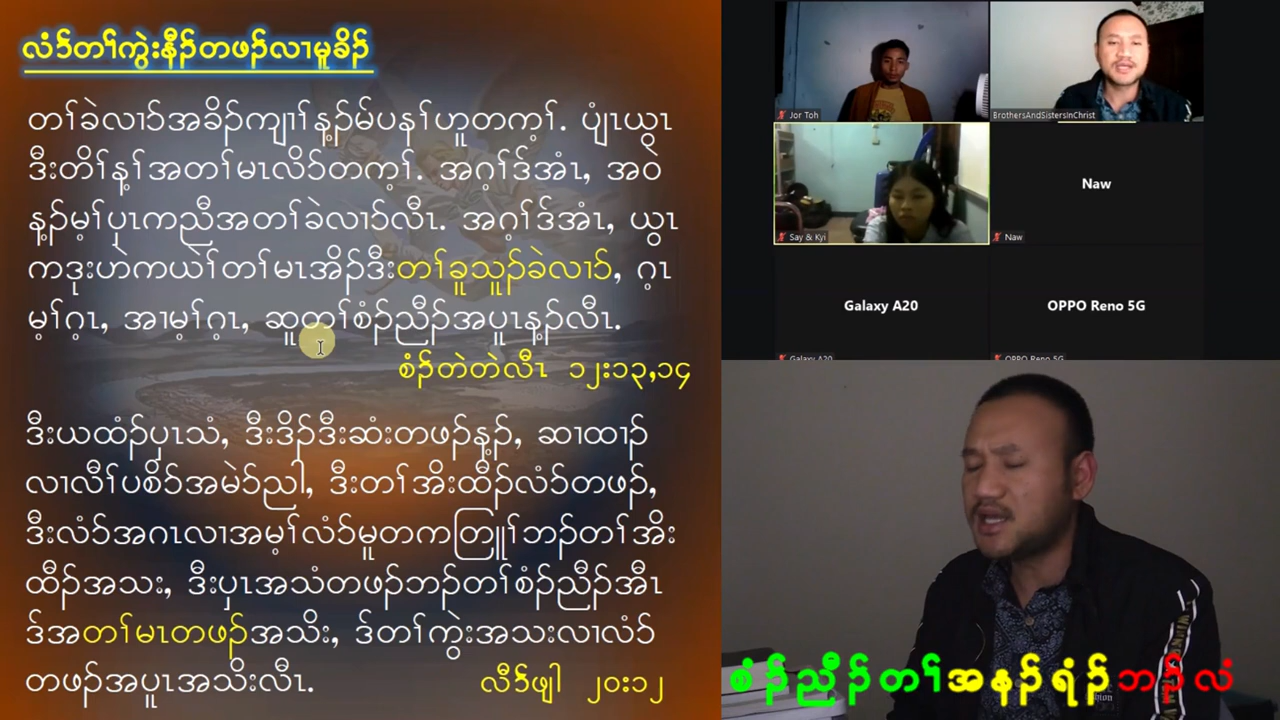 လံာ်တၢ်ကွဲးနီၣ်တဖၣ်လၢမူခိၣ်
တၢ်ခဲလၢာ်အခိၣ်ကျၢၢ်န့ၣ်မ်ပနၢ်ဟူတက့ၢ်. ပျံၤယွၤ
ဒီးတိၢ်န့ၢ်အတၢ်မၤလိာ်တက့ၢ်. အဂ့ၢ်ဒ်အံၤ, အဝဲ
န့ၣ်မ့ၢ်ပှၤကညီအတၢ်ခဲလၢာ်လီၤ. အဂ့ၢ်ဒ်အံၤ, ယွၤ
ကဒုးဟဲကယဲၢ်တၢ်မၤအိၣ်ဒီးတၢ်ခူသူၣ်ခဲလၢာ်, ဂ့ၤ
မ့ၢ်ဂ့ၤ, အၢမ့ၢ်ဂ့ၤ, ဆူတၢ်စံၣ်ညီၣ်အပူၤန့ၣ်လီၤ.
စံၣ်တဲတဲလီၤ ၁၂း၁၃,၁၄
ဒီးယထံၣ်ပှၤသံ, ဒီးဒိၣ်ဒီးဆံးတဖၣ်န့ၣ်, ဆၢထၢၣ်
လၢလီၢ်ပစိာ်အမဲာ်ညါ, ဒီးတၢ်အိးထီၣ်လံာ်တဖၣ်,
ဒီးလံာ်အဂၤလၢအမ့ၢ်လံာ်မူတကတြူၢ်ဘၣ်တၢ်အိး
ထီၣ်အသး, ဒီးပှၤအသံတဖၣ်ဘၣ်တၢ်စံၣ်ညီၣ်အီၤ
ဒ်အတၢ်မၤတဖၣ်အသိး, ဒ်တၢ်ကွဲးအသးလၢလံာ်
တဖၣ်အပူၤအသိးလီၤ. လီာ်ဖျါ ၂၀း၁၂
Jor Toh
BrothersAndSistersInChrist
Say & Kyi
Naw
Naw
Galaxy A20
OPPO Reno 5G
Galaxy A20
OPPO Reno 5G
စံၣ်ညီၣ်တၢ်အနၣ်ရံၣ်ဘၣ်လံ